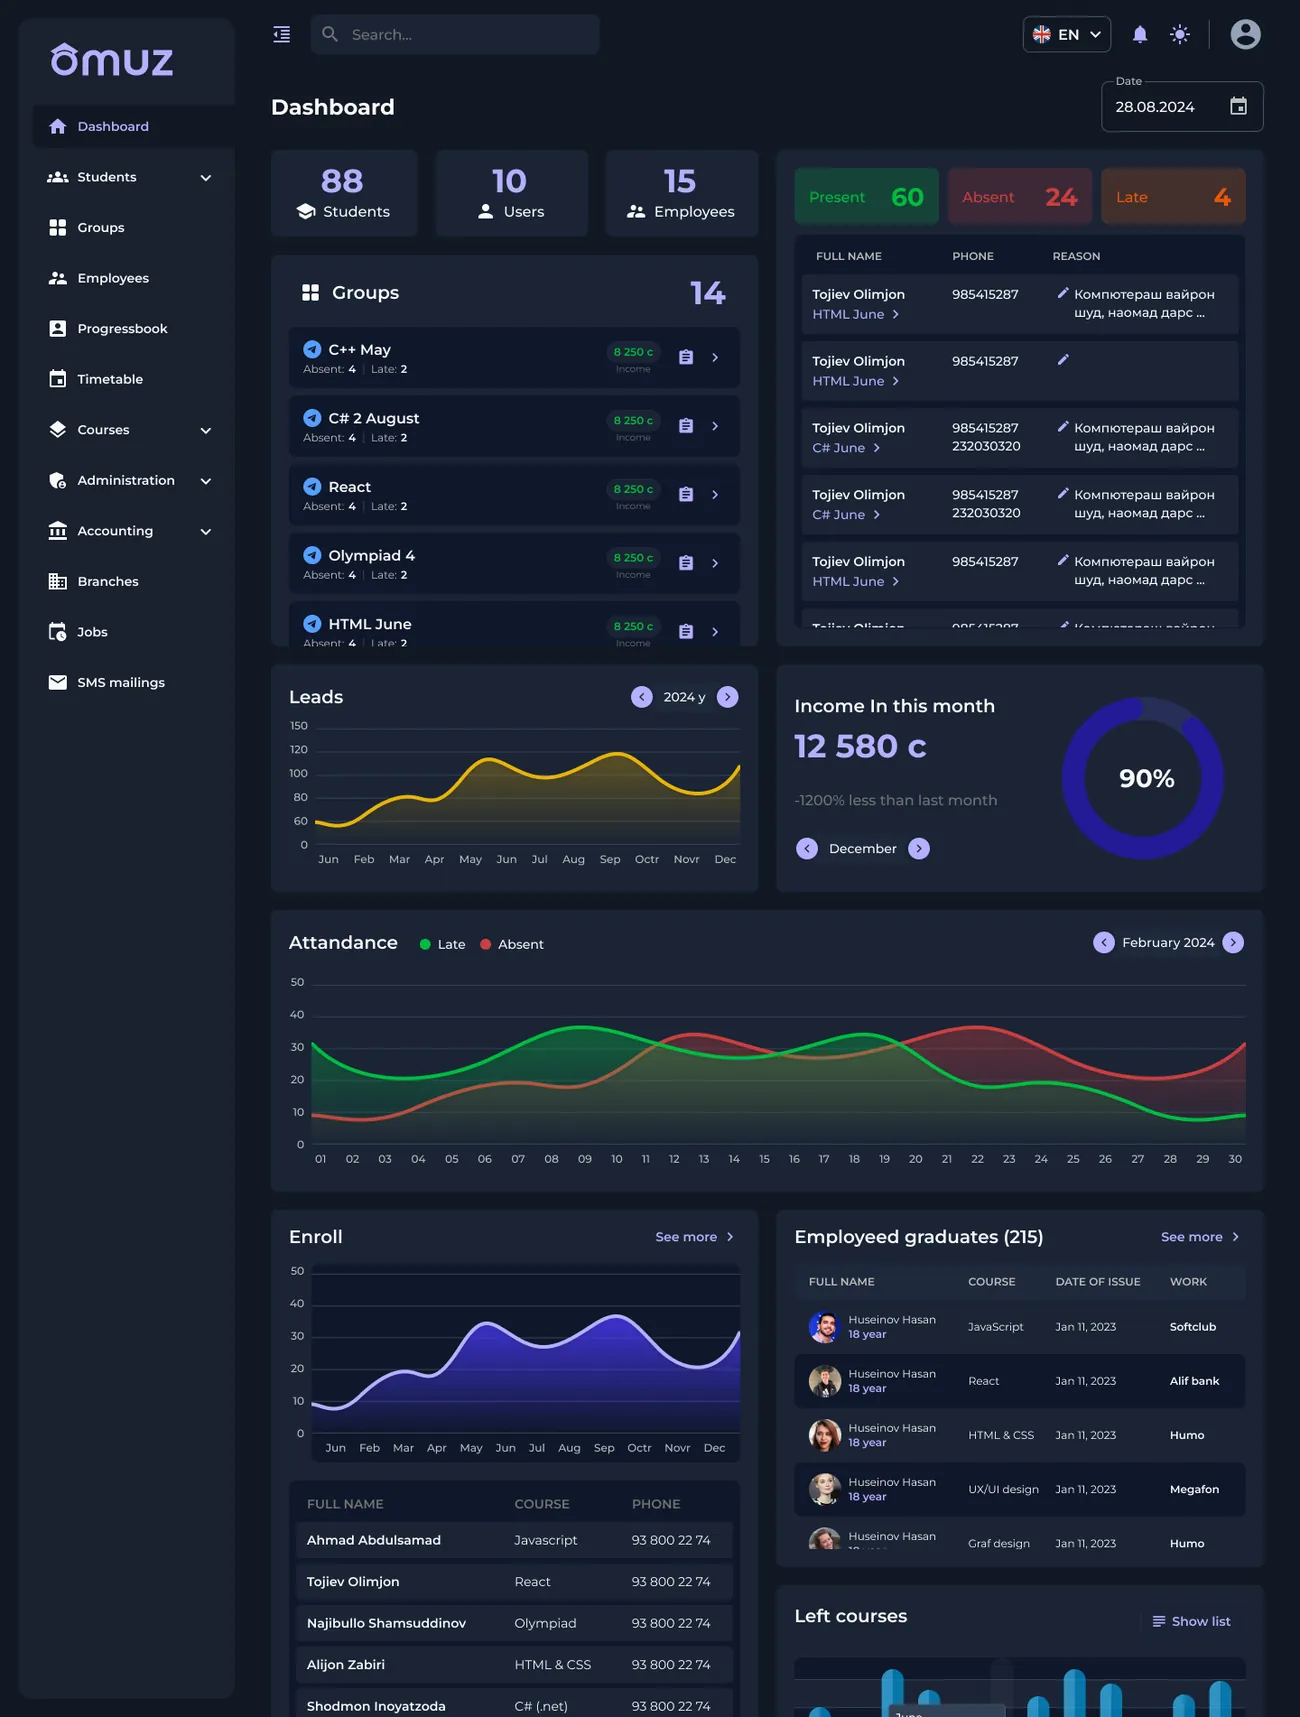 ômuz
Dashboard
Students
Groups
Employees
Progressbook
Timetable
Courses
Administration
Accounting
Branches
Jobs
SMS mailings
Search...
EN
Dashboard
Date
28.08.2024
88
Students
10
Users
15
Employees
Groups 14
C++ May
Absent: 4 | Late: 2
8 250 c
Income
C# 2 August
Absent: 4 | Late: 2
8 250 c
Income
React
Absent: 4 | Late: 2
8 250 c
Income
Olympiad 4
Absent: 4 | Late: 2
8 250 c
Income
HTML June
Absent: 4 | Late: 2
8 250 c
Income
Present 60
Absent 24
Late 4
FULL NAME PHONE REASON
Tojiev Olimjon 985415287 Компютераш вайрон
HTML June шуд, наомад дарс ...
Tojiev Olimjon 985415287
HTML June
Tojiev Olimjon 985415287 Компютераш вайрон
C# June 232030320 шуд, наомад дарс ...
Tojiev Olimjon 985415287 Компютераш вайрон
C# June 232030320 шуд, наомад дарс ...
Tojiev Olimjon 985415287 Компютераш вайрон
HTML June шуд, наомад дарс ...
Leads
2024 y
150
120
100
80
60
0
Jun Feb Mar Apr May Jun Jul Aug Sep Octr Novr Dec
Income In this month
12 580 c
-1200% less than last month
December
90%
Attandance Late Absent
February 2024
50
40
30
20
10
0
01 02 03 04 05 06 07 08 09 10 11 12 13 14 15 16 17 18 19 20 21 22 23 24 25 26 27 28 29 30
Enroll
See more
50
40
30
20
10
0
Jun Feb Mar Apr May Jun Jul Aug Sep Octr Novr Dec
FULL NAME COURSE PHONE
Ahmad Abdulsamad Javascript 93 800 22 74
Tojiev Olimjon React 93 800 22 74
Najibullo Shamsuddinov Olympiad 93 800 22 74
Alijon Zabiri HTML & CSS 93 800 22 74
Shodmon Inoyatzoda C# (.net) 93 800 22 74
Employeed graduates (215)
See more
FULL NAME COURSE DATE OF ISSUE WORK
Huseinov Hasan
18 year
JavaScript Jan 11, 2023 Softclub
Huseinov Hasan
18 year
React Jan 11, 2023 Alif bank
Huseinov Hasan
18 year
HTML & CSS Jan 11, 2023 Humo
Huseinov Hasan
18 year
UX/UI design Jan 11, 2023 Megafon
Huseinov Hasan
Graf design Jan 11, 2023 Humo
Left courses
Show list